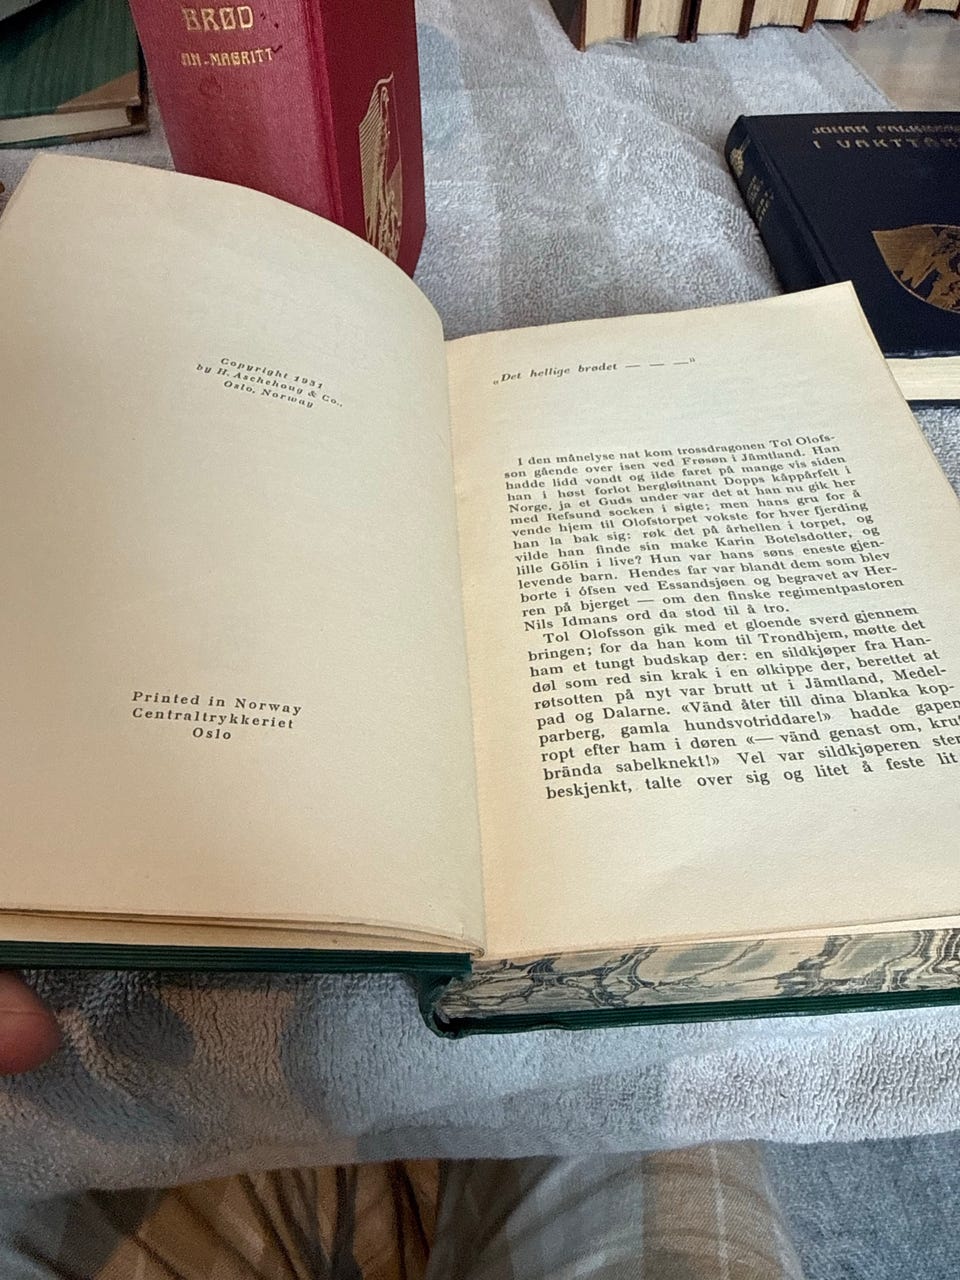 BRØD
AN-MAGRITT
JOHAN
I VAKTTÅR
Copyright 1931
by H. Aschehoug & Co.,
Oslo, Norway
Printed in Norway
Centraltrykkeriet
Oslo
„Det hellige brødet — — —"
I den månelyse nat kom trossdragonen Tol Olofs-
son gående over isen ved Frøsøn i Jämtland. Han
hadde lidd vondt og ilde faret på mange vis siden
han i høst forlot bergløitnant Dopps kåppårfelt i
Norge, ja et Guds under var det at han nu gik her
med Refsund socken i sigte; men hans gru for å
vende hjem til Olofstorpet vokste for hver fjerding
han la bak sig: røk det på århellen i torpet, og
vilde han finde sin make Karin Botelsdotter, og
lille Gölin i live? Hun var hans søns eneste gjen-
levende barn. Hendes far var blandt dem som blev
borte i ófsen ved Essandsjøen og begravet av Her-
ren på bjerget — om den finske regimentpastoren
Nils Idmans ord da stod til å tro.
Tol Olofsson gik med et gloende sverd gjennem
bringen; for da han kom til Trondhjem, møtte det
ham et tungt budskap der: en sildkjøper fra Han-
døl som red sin krak i en ølkippe der, berettet at
røtsotten på nyt var brutt ut i Jämtland, Medel-
pad og Dalarne. «Vänd åter till dina blanka kop-
parberg, gamla hundsvotriddare!» hadde gapen
ropt efter ham i døren «— vänd genast om, krut
brända sabelknekt!» Vel var sildkjøperen
beskjenkt, talte over sig og litet å feste lit